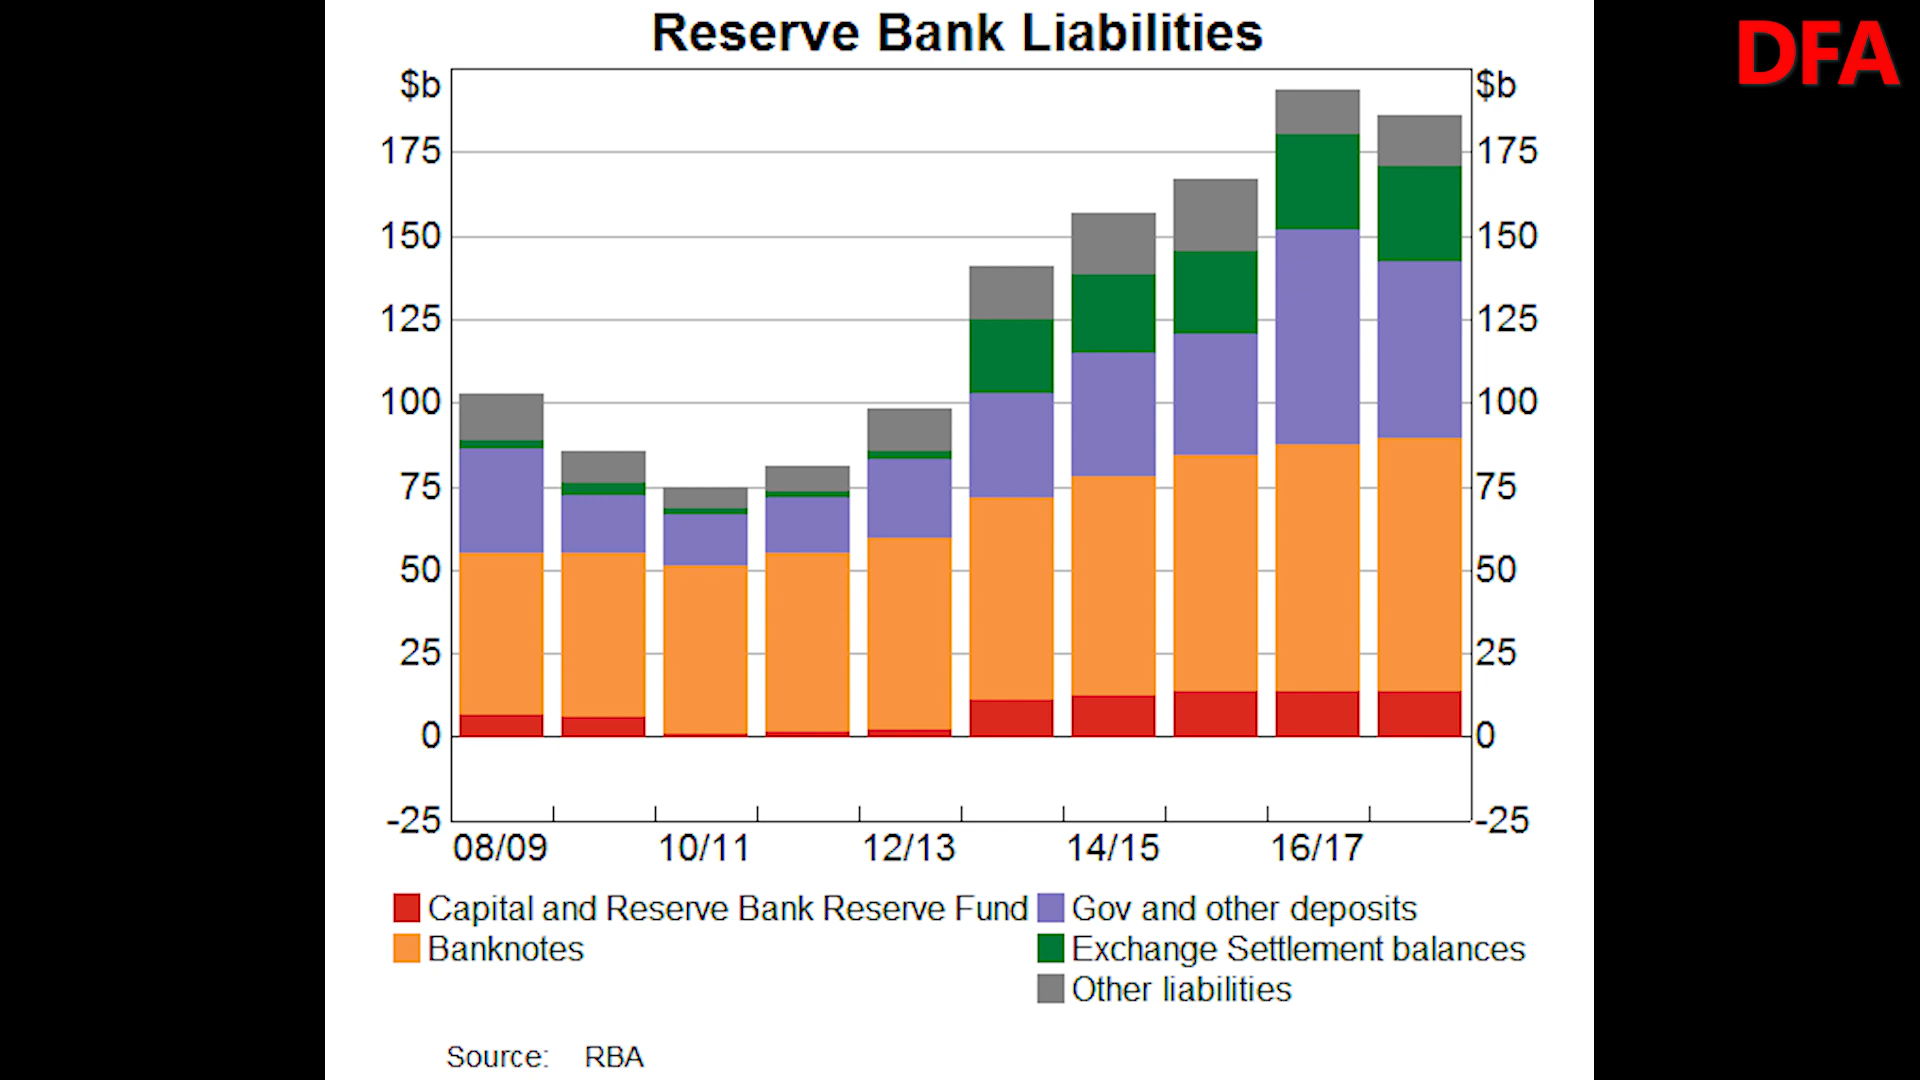 Reserve Bank Liabilities
DFA
$b $b
175 175
150 150
125 125
100 100
75 75
50 50
25 25
0 0
-25 -25
08/09 10/11 12/13 14/15 16/17
Capital and Reserve Bank Reserve Fund Gov and other deposits
Banknotes Exchange Settlement balances
Other liabilities
Source: RBA